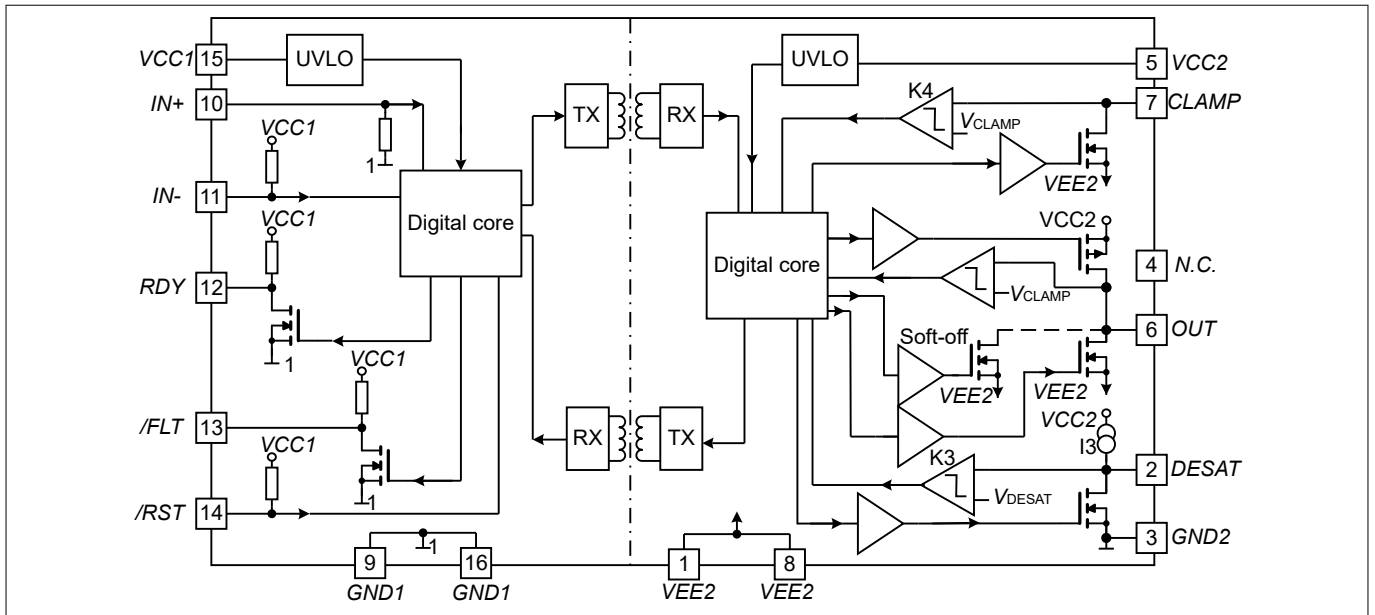 VCC1 15 UVLO
UVLO 5 VCC2
IN+ 10
TX RX
K4 7 CLAMP
VCLAMP
VCC1
1
VEE2
IN- 11
Digital core
VCC1
VCC2
Digital core
4 N.C.
RDY 12
VCLAMP
1
Soft-off
6 OUT
VCC1
VEE2 VEE2
/FLT 13
VCC2
I3
VCC1
RX TX
K3
2 DESAT
VDESAT
1
/RST 14
1
3 GND2
9 16 1 8
GND1 GND1 VEE2 VEE2